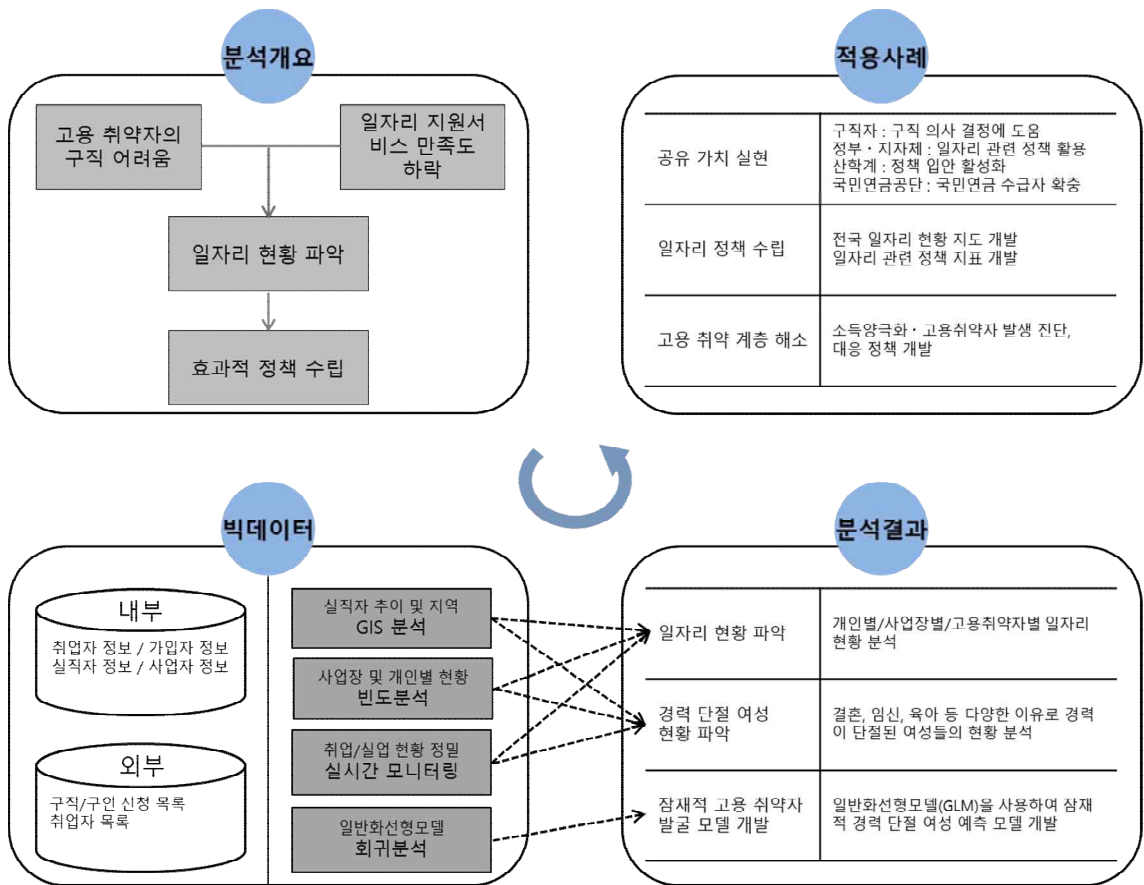 분석개요
고용 취약자의
구직 어려움
일자리 지원서
비스 만족도
하락
일자리 현황 파악
효과적 정책 수립
적용사례
공유 가치 실현
구직자 : 구직 의사 결정에 도움
정부・지자체 : 일자리 관련 정책 활용
산학계 : 정책 입안 활성화
국민연금공단 : 국민연금 수급자 확충
일자리 정책 수립
전국 일자리 현황 지도 개발
일자리 관련 정책 지표 개발
고용 취약 계층 해소
소득양극화・고용취약자 발생 진단,
대응 정책 개발
빅데이터
내부
취업자 정보 / 가입자 정보
실직자 정보 / 사업자 정보
외부
구직/구인 신청 목록
취업자 목록
실직자 추이 및 지역
GIS 분석
사업장 및 개인별 현황
빈도분석
취업/실업 현황 정밀
실시간 모니터링
일반화선형모델
회귀분석
분석결과
일자리 현황 파악
개인별/사업장별/고용취약자별 일자리
현황 분석
경력 단절 여성
현황 파악
결혼, 임신, 육아 등 다양한 이유로 경력
이 단절된 여성들의 현황 분석
잠재적 고용 취약자
발굴 모델 개발
일반화선형모델(GLM)을 사용하여 잠재
적 경력 단절 여성 예측 모델 개발